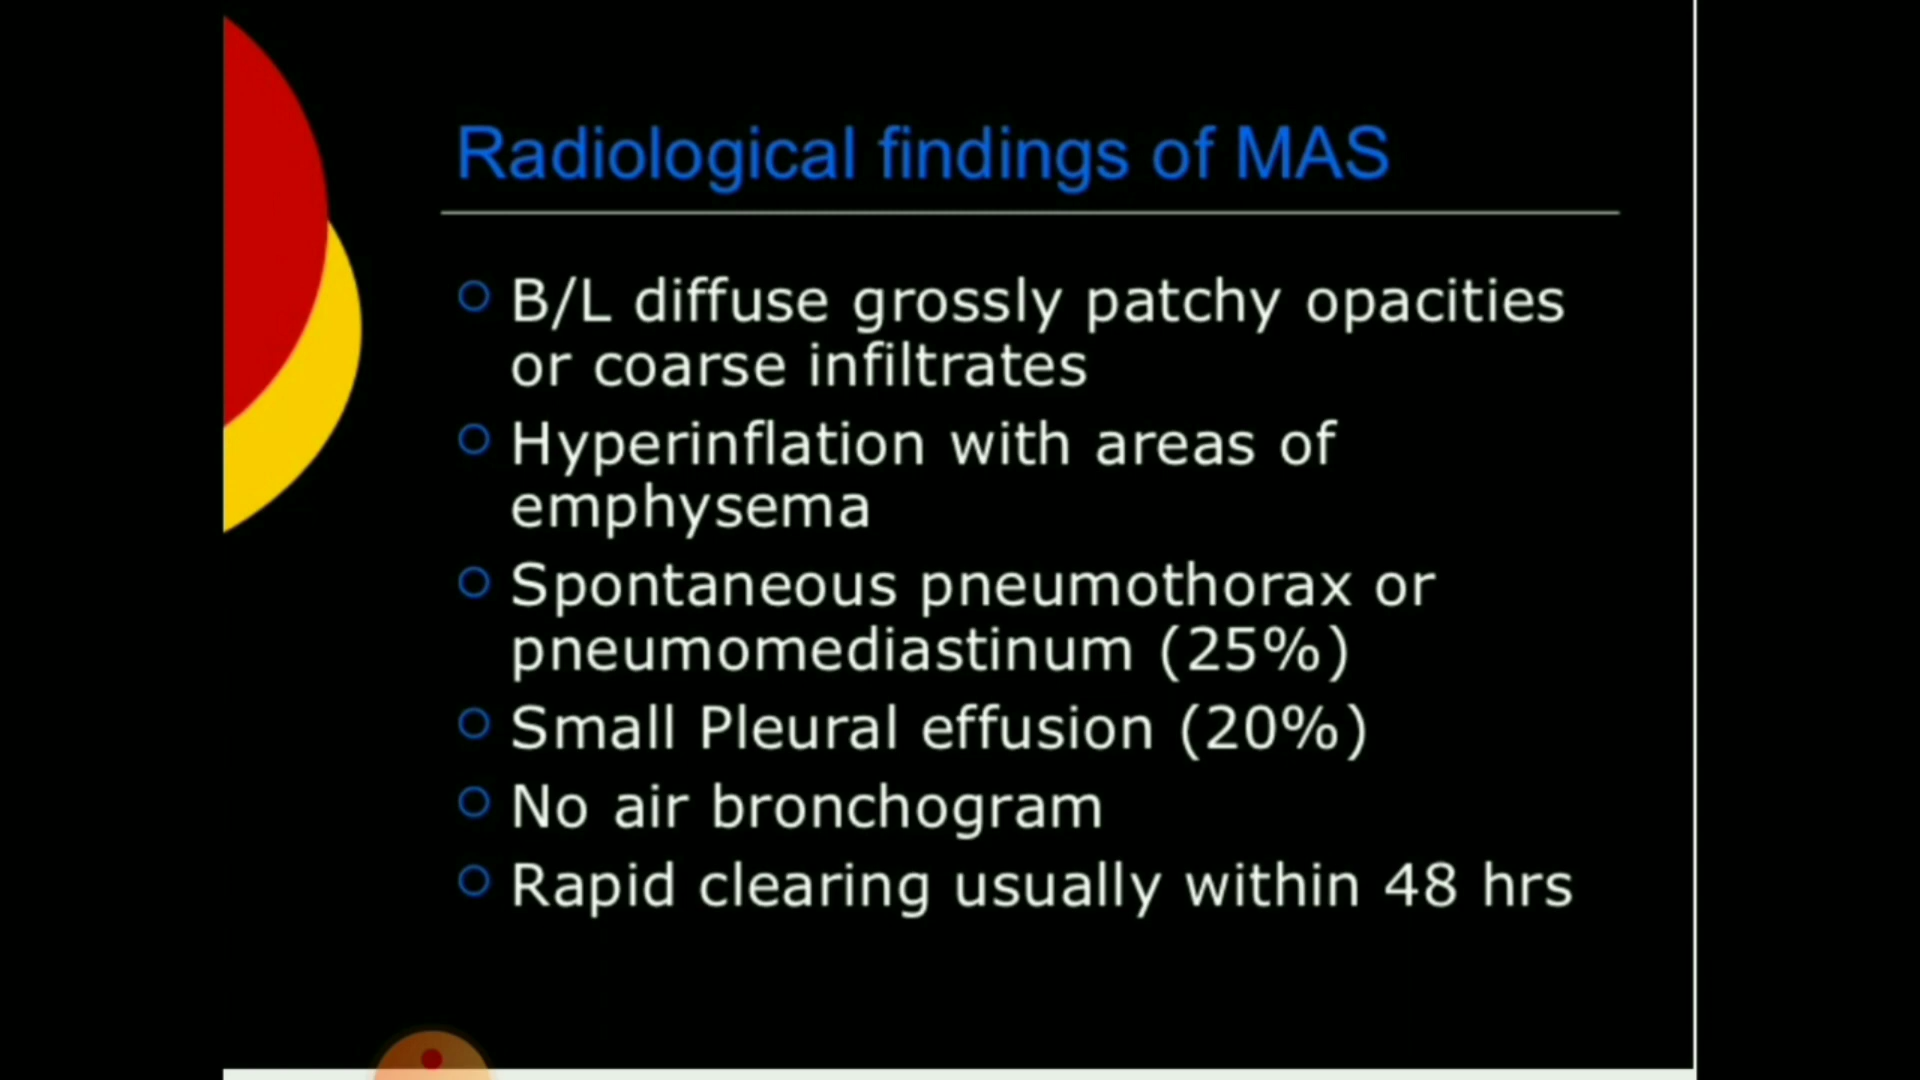 Radiological findings of MAS
B/L diffuse grossly patchy opacities
or coarse infiltrates
Hyperinflation with areas of
emphysema
Spontaneous pneumothorax or
pneumomediastinum (25%)
Small Pleural effusion (20%)
No air bronchogram
Rapid clearing usually within 48 hrs